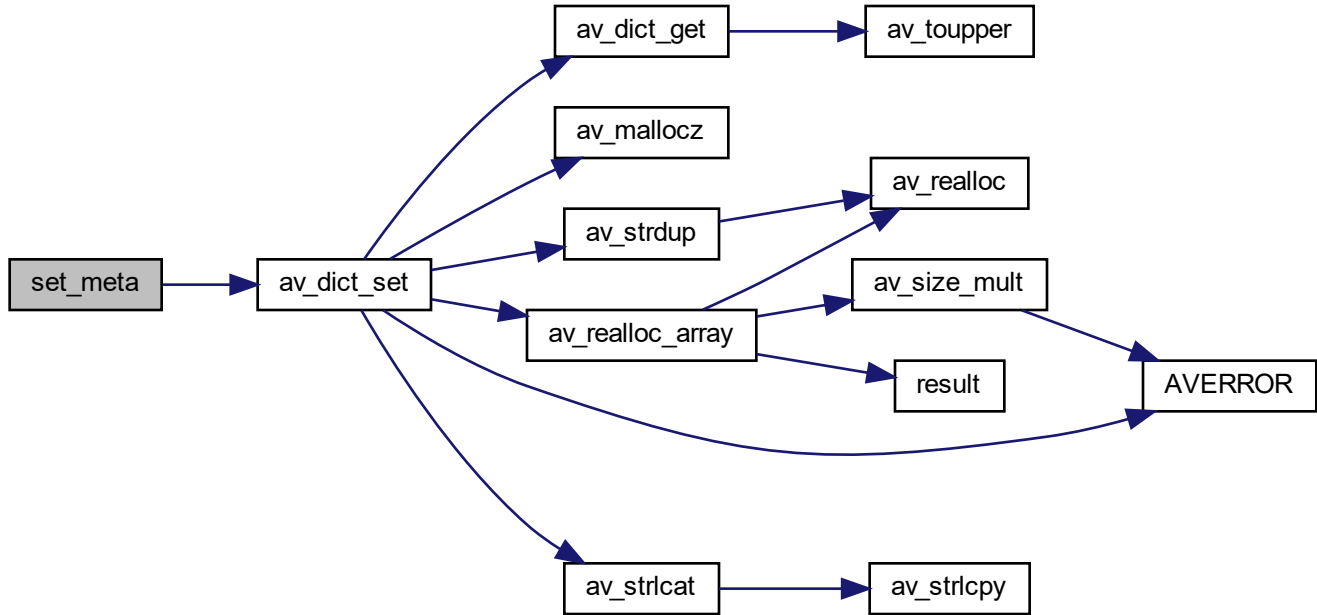 av_dict_get
av_toupper
av_mallocz
av_realloc
av_strdup
set_meta
av_dict_set
av_size_mult
av_realloc_array
result
AVERROR
av_strlcat
av_strlcpy